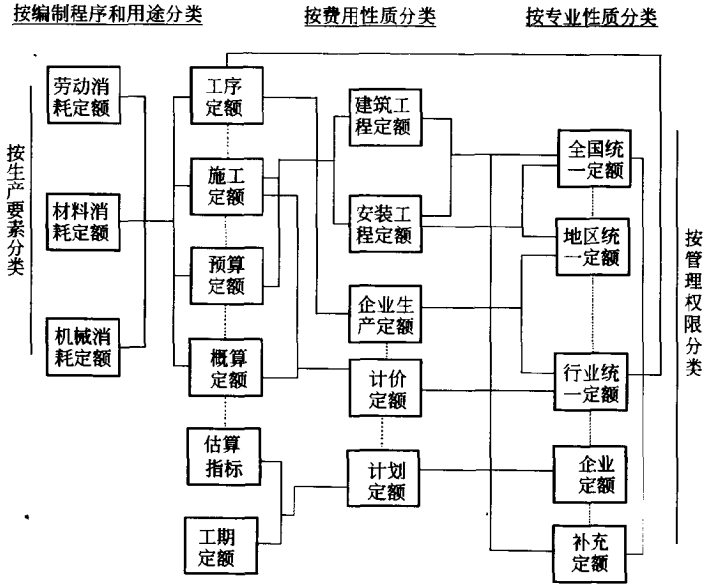 按编制程序和用途分类
按费用性质分类
按专业性质分类
按生产要素分类
劳动消
耗定额
材料消
耗定额
机械消
耗定额
工序
定额
施工
定额
预算
定额
概算
定额
估算
指标
工期
定额
建筑工
程定额
安装工
程定额
企业生
产定额
计价
定额
计划
定额
全国统
一定额
地区统
一定额
行业统
一定额
企业
定额
补充
定额
按管理权限分类